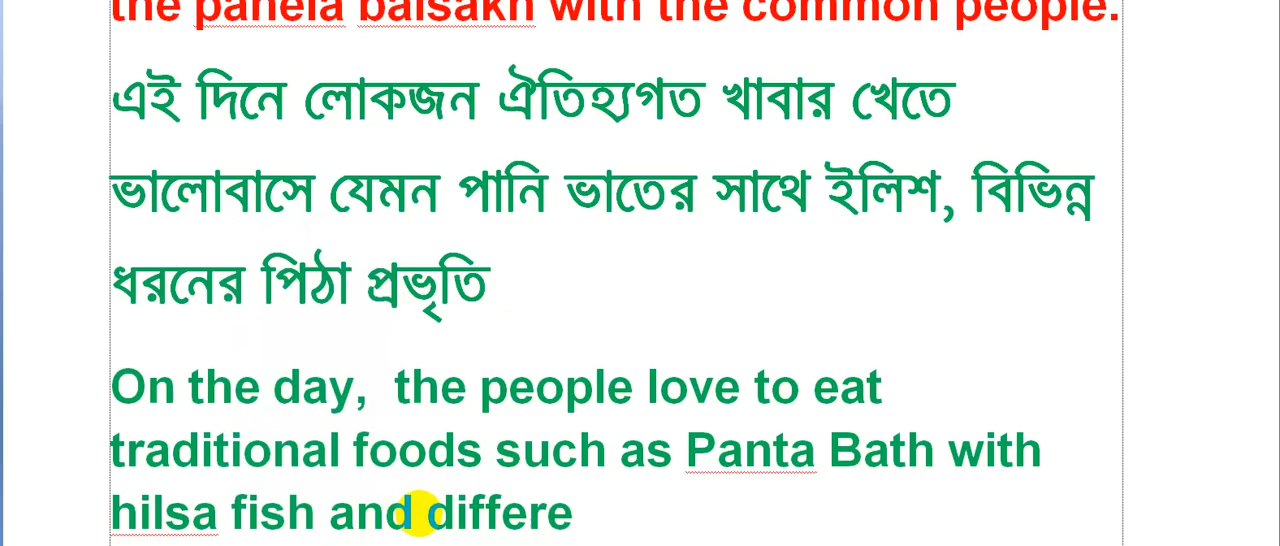 the pahela baisakh with the common people.
এই দিনে লোকজন ঐতিহ্যগত খাবার খেতে
ভালোবাসে যেমন পানি ভাতের সাথে ইলিশ, বিভিন্ন
ধরনের পিঠা প্রভৃতি
On the day,  the people love to eat
traditional foods such as Panta Bath with
hilsa fish and differe